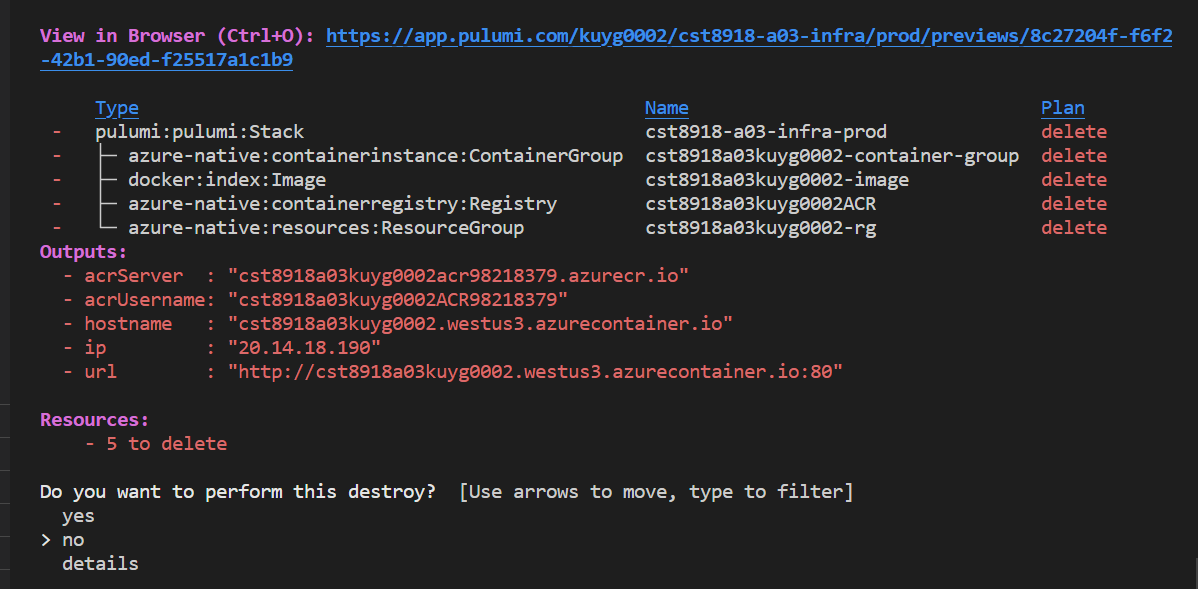 View in Browser (Ctrl+O): https://app.pulumi.com/kuyg0002/cst8918-a03-infra/prod/previews/8c27204f-f6f2
-42b1-90ed-f25517a1c1b9
Type Name Plan
- pulumi:pulumi:Stack cst8918-a03-infra-prod delete
- ├─ azure-native:containerinstance:ContainerGroup cst8918a03kuyg0002-container-group delete
- ├─ docker:index:Image cst8918a03kuyg0002-image delete
- ├─ azure-native:containerregistry:Registry cst8918a03kuyg0002ACR delete
- └─ azure-native:resources:ResourceGroup cst8918a03kuyg0002-rg delete
Outputs:
- acrServer : "cst8918a03kuyg0002acr98218379.azurecr.io"
- acrUsername: "cst8918a03kuyg0002ACR98218379"
- hostname : "cst8918a03kuyg0002.westus3.azurecontainer.io"
- ip : "20.14.18.190"
- url : "http://cst8918a03kuyg0002.westus3.azurecontainer.io:80"
Resources:
- 5 to delete
Do you want to perform this destroy? [Use arrows to move, type to filter]
yes
> no
details